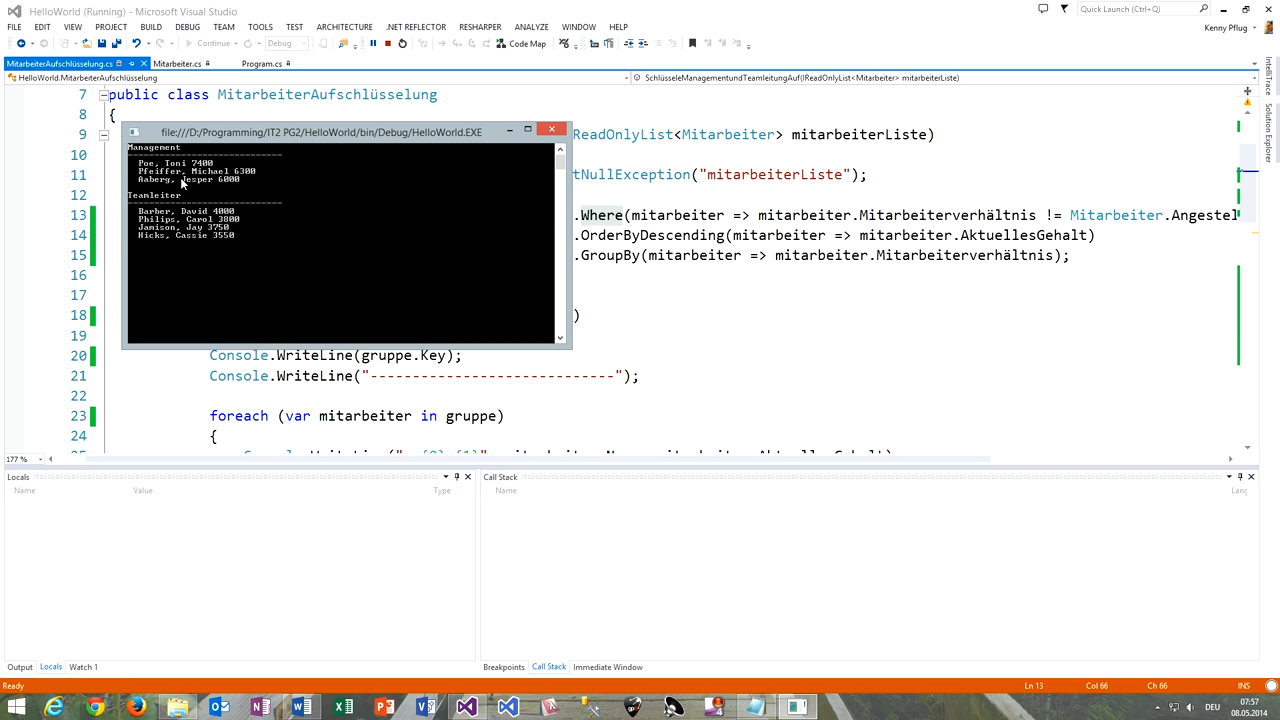 HelloWorld (Running) - Microsoft Visual Studio
Quick Launch (Ctrl+Q)
FILE EDIT VIEW PROJECT BUILD DEBUG TEAM TOOLS TEST ARCHITECTURE .NET REFLECTOR RESHARPER ANALYZE WINDOW HELP
Kenny Pflug
Continue Debug Code Map
MitarbeiterAufschlüsselung.cs Mitarbeiter.cs Program.cs
HelloWorld.MitarbeiterAufschlüsselung
SchlüsseleManagementundTeamleitungAuf(IReadOnlyList<Mitarbeiter> mitarbeiterListe)
IntelliTrace
Solution Explorer
7 public class MitarbeiterAufschlüsselung
8 {
9 ReadOnlyList<Mitarbeiter> mitarbeiterListe)
10
11 tNullException("mitarbeiterListe");
12
13 .Where(mitarbeiter => mitarbeiter.Mitarbeiterverhältnis != Mitarbeiter.Angestel
14 .OrderByDescending(mitarbeiter => mitarbeiter.AktuellesGehalt)
15 .GroupBy(mitarbeiter => mitarbeiter.Mitarbeiterverhältnis);
16
17
18 )
19
20 Console.WriteLine(gruppe.Key);
21 Console.WriteLine("-----------------------------");
22
23 foreach (var mitarbeiter in gruppe)
24 {
file:///D:/Programming/IT2 PG2/HelloWorld/bin/Debug/HelloWorld.EXE
Management
-----------------------------
Poe, Toni 7400
Pfeiffer, Michael 6300
Aaberg, Jesper 6000
Teamleiter
-----------------------------
Barber, David 4000
Philips, Carol 3800
Jamison, Jay 3750
Hicks, Cassie 3550
177 %
Locals
Name Value Type
Call Stack
Name Lang
Output Locals Watch 1
Breakpoints Call Stack Immediate Window
Ready Ln 13 Col 66 Ch 66 INS
DEU
07:57
08.05.2014